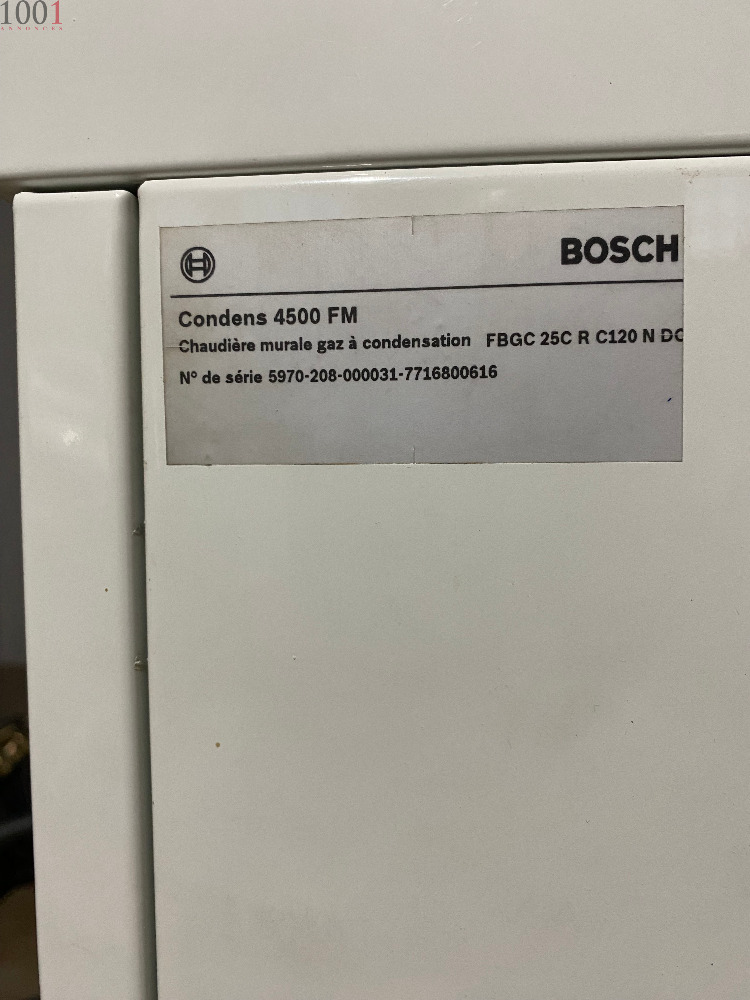 1001
ANNONCES
BOSCH
Condens 4500 FM
Chaudière murale gaz à condensation FBGC 25C R C120 N DC
N° de série 5970-208-000031-7716800616